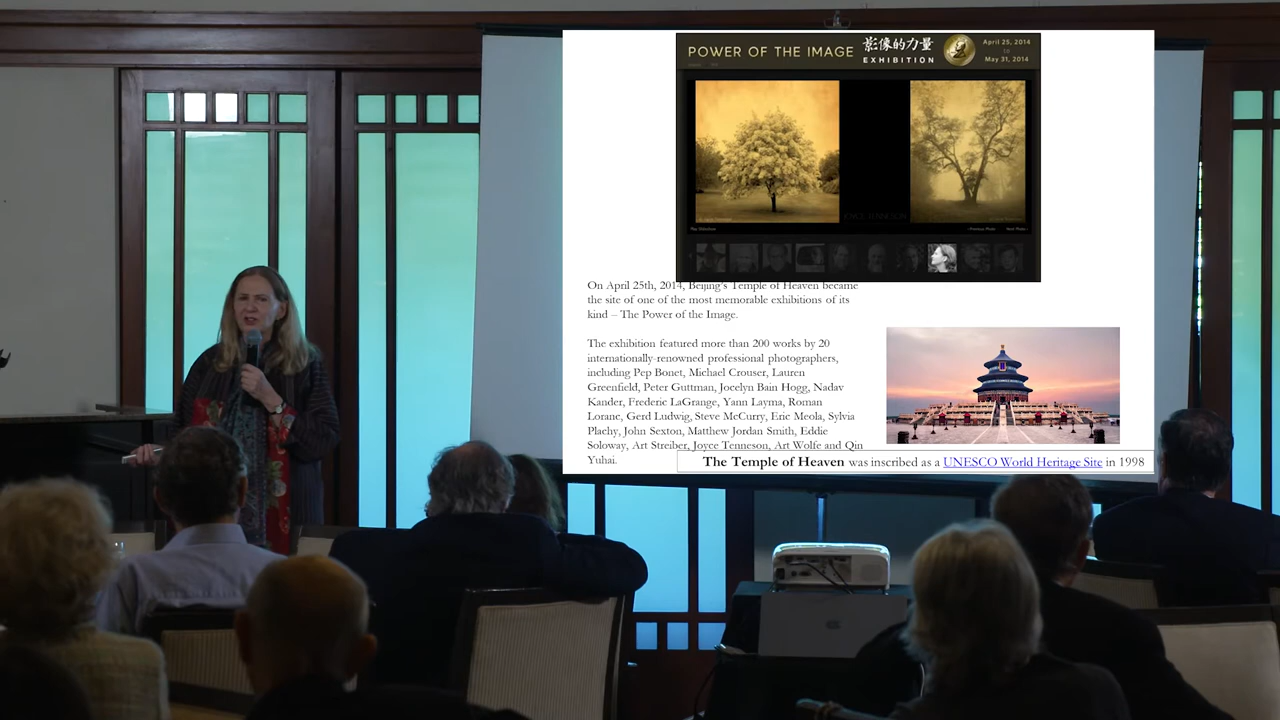 POWER OF THE IMAGE
影像的力量
EXHIBITION
April 25, 2014
to
May 31, 2014
JOYCE TENNESON
On April 25th, 2014, Beijing's Temple of Heaven became
the site of one of the most memorable exhibitions of its
kind – The Power of the Image.
The exhibition featured more than 200 works by 20
internationally-renowned professional photographers,
including Pep Bonet, Michael Crouser, Lauren
Greenfield, Peter Guttman, Jocelyn Bain Hogg, Nadav
Kander, Frederic LaGrange, Yann Layma, Roman
Loranc, Gerd Ludwig, Steve McCurry, Eric Meola, Sylvia
Plachy, John Sexton, Matthew Jordan Smith, Eddie
Soloway, Art Streiber, Joyce Tenneson, Art Wolfe and Qin
Yuhai.
The Temple of Heaven was inscribed as a UNESCO World Heritage Site in 1998